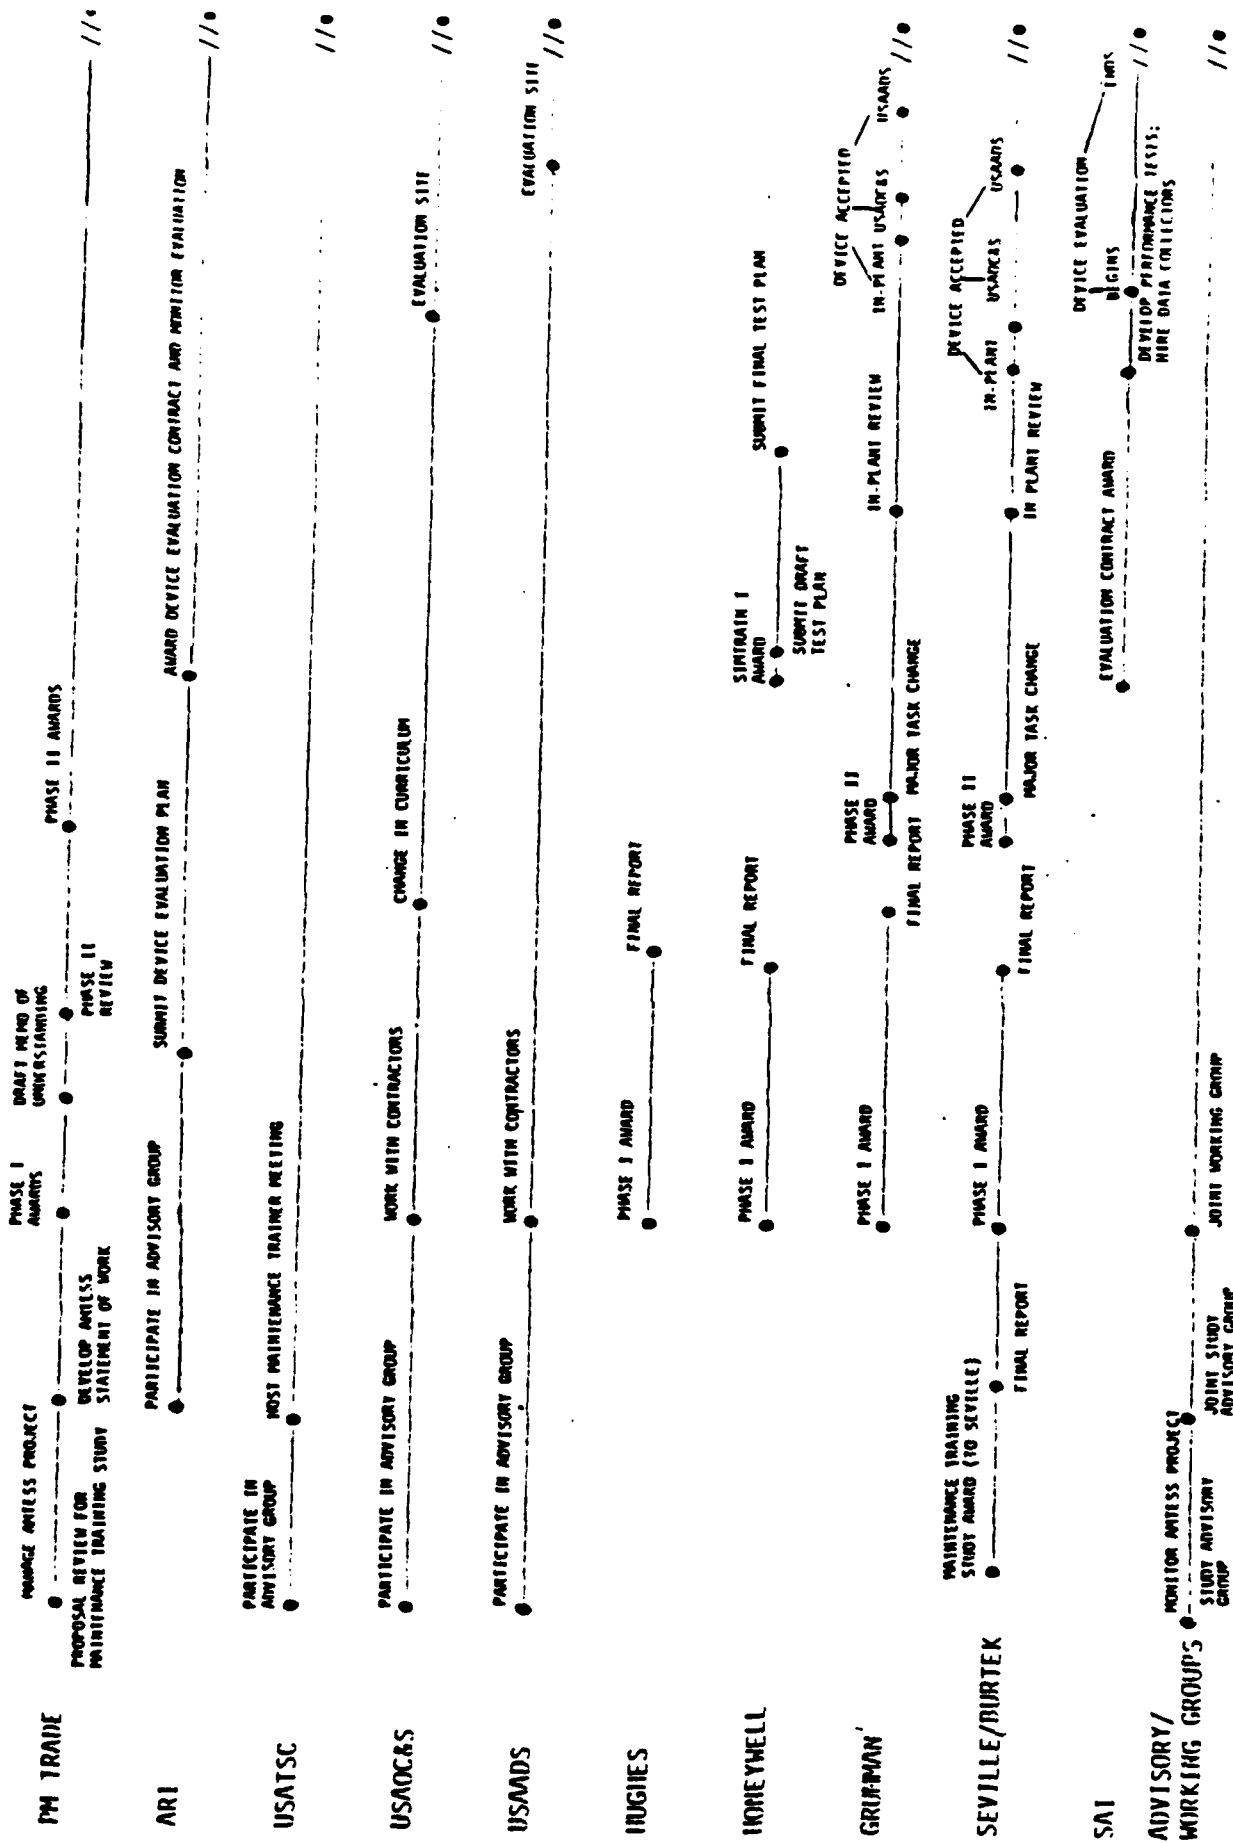 PM TRADE
MANAGE AMTESS PROJECT
PROPOSAL REVIEW FOR
MAINTENANCE TRAINING STUDY
DEVELOP AMTESS
STATEMENT OF WORK
PHASE I
AWARDS
DRAFT MEMO OF
UNDERSTANDING
PHASE II
REVIEW
PHASE II AWARDS
//●
ARI
PARTICIPATE IN ADVISORY GROUP
SUBMIT DEVICE EVALUATION PLAN
AWARD DEVICE EVALUATION CONTRACT AND MONITOR EVALUATION
//●
USATSC
PARTICIPATE IN
ADVISORY GROUP
HOST MAINTENANCE TRAINER MEETING
//●
USAOC&S
PARTICIPATE IN ADVISORY GROUP
WORK WITH CONTRACTORS
CHANGE IN CURRICULUM
EVALUATION SITE
//●
USAADS
PARTICIPATE IN ADVISORY GROUP
WORK WITH CONTRACTORS
EVALUATION SITE
//●
HUGHES
PHASE I AWARD
FINAL REPORT
HONEYWELL
PHASE I AWARD
FINAL REPORT
SIMTRAIN I
AWARD
SUBMIT DRAFT
TEST PLAN
SUBMIT FINAL TEST PLAN
GRUMMAN
PHASE I AWARD
FINAL REPORT
PHASE II
AWARD
MAJOR TASK CHANGE
IN-PLANT REVIEW
DEVICE ACCEPTED
IN-PLANT USAOC&S
USAADS
//●
SEVILLE/BURTEK
MAINTENANCE TRAINING
STUDY AWARD (TO SEVILLE)
FINAL REPORT
PHASE I AWARD
FINAL REPORT
PHASE II
AWARD
MAJOR TASK CHANGE
IN PLANT REVIEW
DEVICE ACCEPTED
IN-PLANT
USAOC&S
USAADS
//●
SAI
EVALUATION CONTRACT AWARD
DEVICE EVALUATION
BEGINS
ENDS
DEVELOP PERFORMANCE TESTS;
HIRE DATA COLLECTORS
//●
ADVISORY/
WORKING GROUPS
MONITOR AMTESS PROJECT
STUDY ADVISORY
GROUP
JOINT STUDY
ADVISORY GROUP
JOINT WORKING GROUP
//●